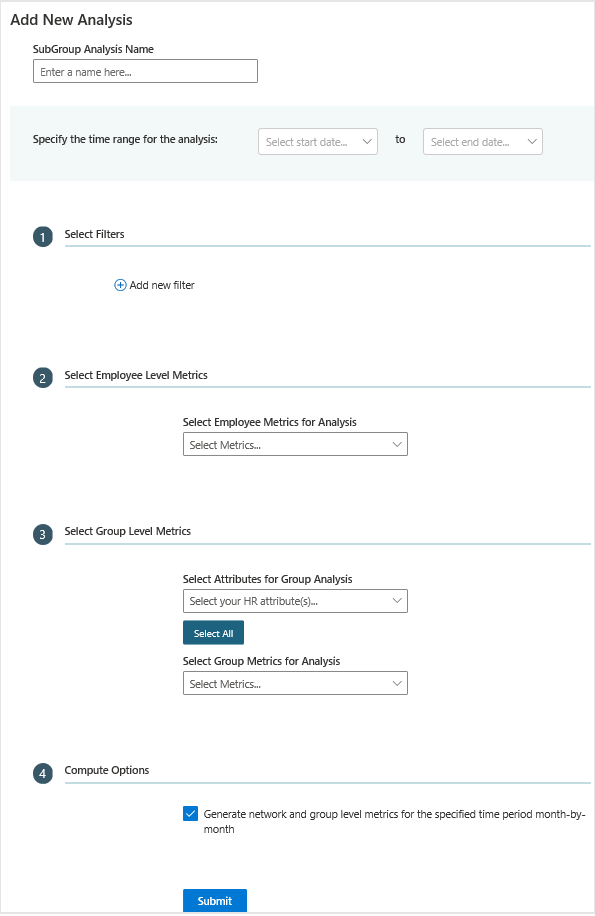 Add New Analysis
SubGroup Analysis Name
Enter a name here...
Specify the time range for the analysis:
Select start date...
to
Select end date...
1
Select Filters
Add new filter
2
Select Employee Level Metrics
Select Employee Metrics for Analysis
Select Metrics...
3
Select Group Level Metrics
Select Attributes for Group Analysis
Select your HR attribute(s)...
Select All
Select Group Metrics for Analysis
Select Metrics...
4
Compute Options
Generate network and group level metrics for the specified time period month-by-
month
Submit